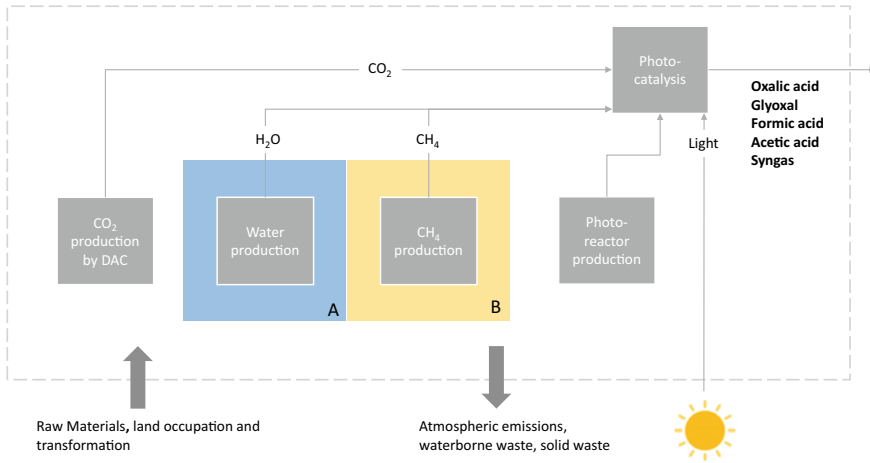 Photo-
catalysis
CO₂
Oxalic acid
Glyoxal
Formic acid
Acetic acid
Syngas
H₂O
CH₄
Light
CO₂
production
by DAC
Water
production
CH₄
production
Photo-
reactor
production
A
B
Raw Materials, land occupation and
transformation
Atmospheric emissions,
waterborne waste, solid waste